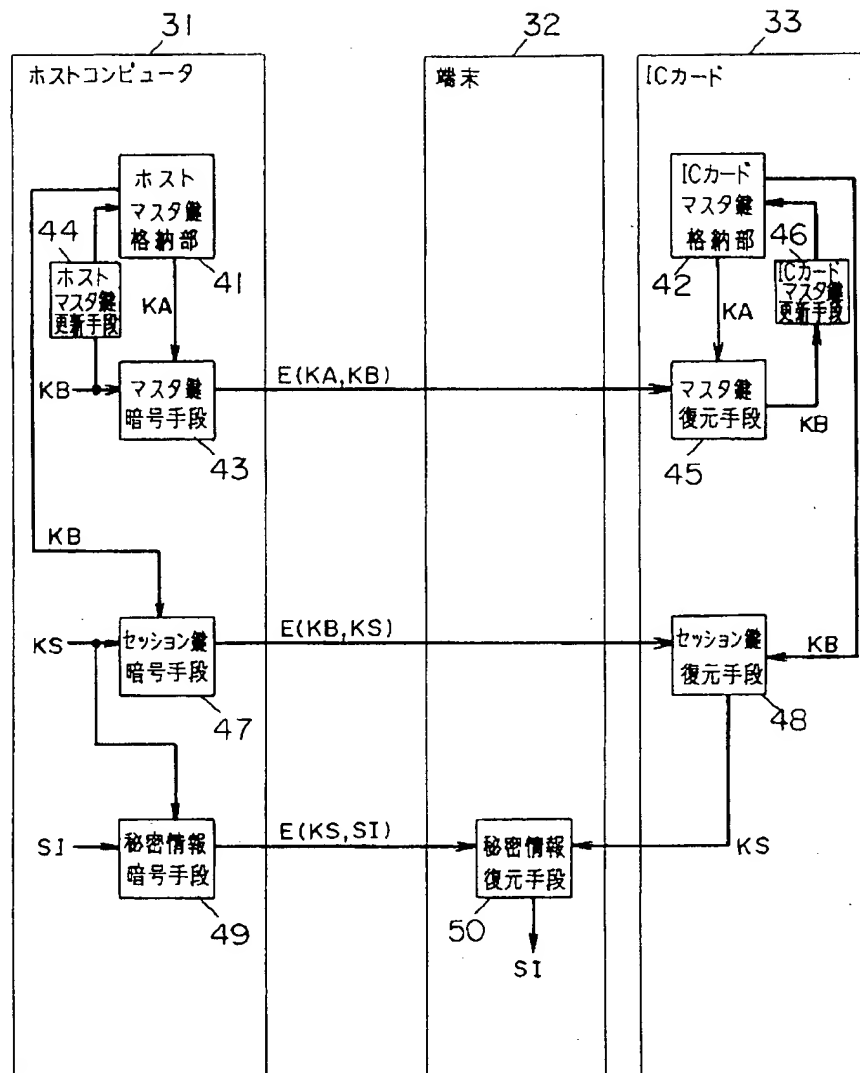 31
32
33
ホストコンピュータ
端末
ICカード
ホスト
マスタ鍵
格納部
41
44
ホスト
マスタ鍵
更新手段
KA
KB
マスタ鍵
暗号手段
43
E(KA,KB)
ICカード
マスタ鍵
格納部
42
46
ICカード
マスタ鍵
更新手段
KA
マスタ鍵
復元手段
45
KB
KB
KS
セッション鍵
暗号手段
47
E(KB,KS)
セッション鍵
復元手段
48
KB
SI
秘密情報
暗号手段
49
E(KS,SI)
秘密情報
復元手段
50
KS
SI